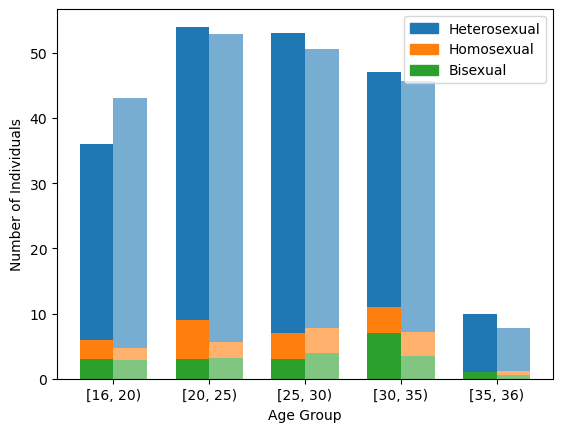 Heterosexual
Homosexual
Bisexual
Number of Individuals
50
40
30
20
10
0
[16, 20)
[20, 25)
[25, 30)
[30, 35)
[35, 36)
Age Group